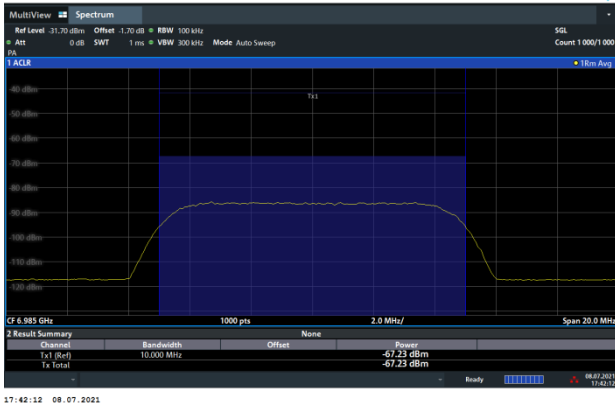 MultiView Spectrum
Ref Level -31.70 dBm Offset -1.70 dB RBW 100 kHz SGL
Att 0 dB SWT 1 ms VBW 300 kHz Mode Auto Sweep Count 1000/1000
PA
1 ACLR 1Rm Avg
-40 dBm
Tx1
-50 dBm
-60 dBm
-70 dBm
-80 dBm
-90 dBm
-100 dBm
-110 dBm
-120 dBm
CF 6.985 GHz 1000 pts 2.0 MHz/ Span 20.0 MHz
2 Result Summary None
Channel Bandwidth Offset Power
Tx1 (Ref) 10.000 MHz -67.23 dBm
Tx Total -67.23 dBm
Ready 08.07.2021
17:42:12
17:42:12 08.07.2021